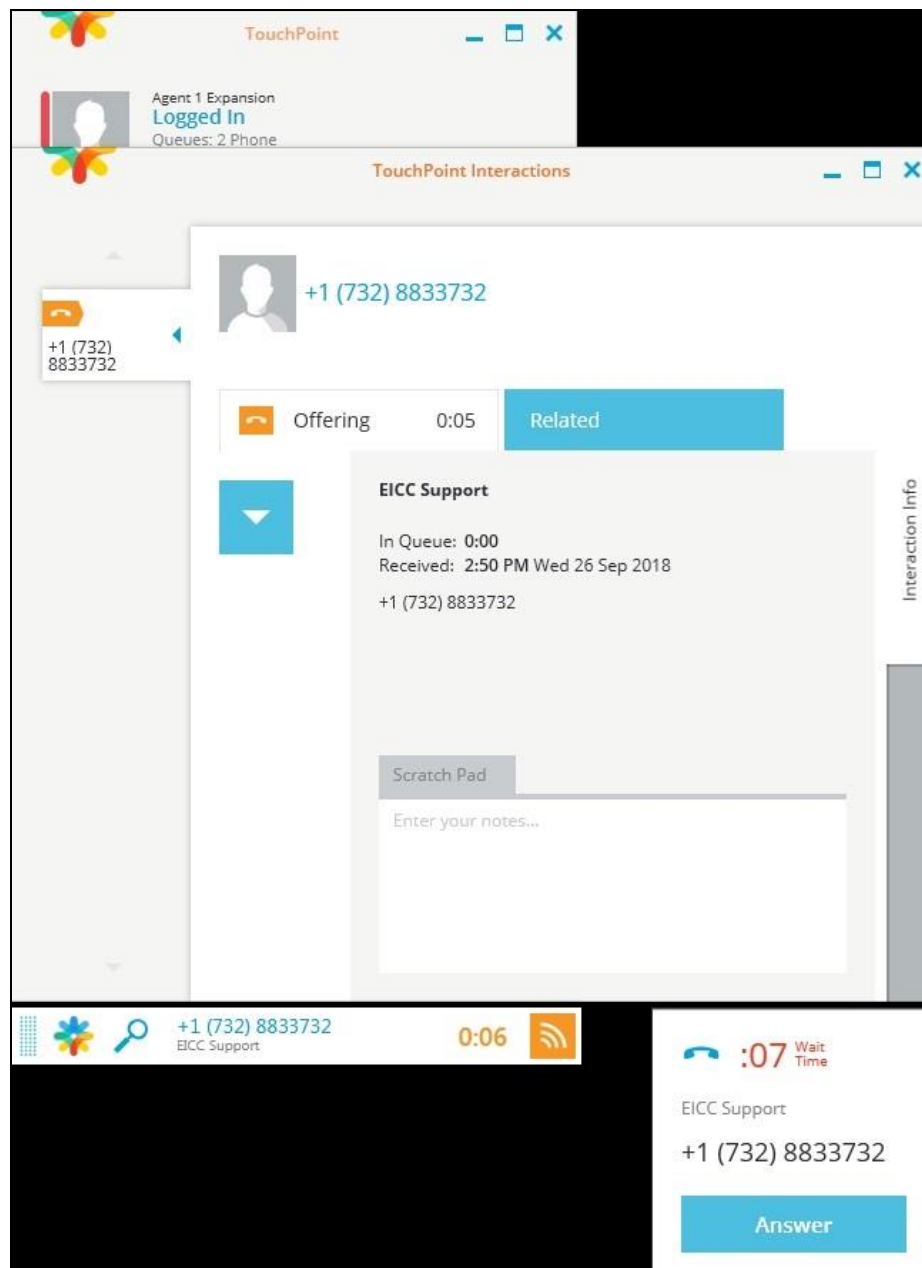 TouchPoint
Agent 1 Expansion
Logged In
Queues: 2 Phone
TouchPoint Interactions
+1 (732) 8833732
+1 (732)
8833732
Offering 0:05 Related
EICC Support
In Queue: 0:00
Received: 2:50 PM Wed 26 Sep 2018
+1 (732) 8833732
Interaction Info
Scratch Pad
Enter your notes...
+1 (732) 8833732
EICC Support
0:06
:07 Wait
Time
EICC Support
+1 (732) 8833732
Answer